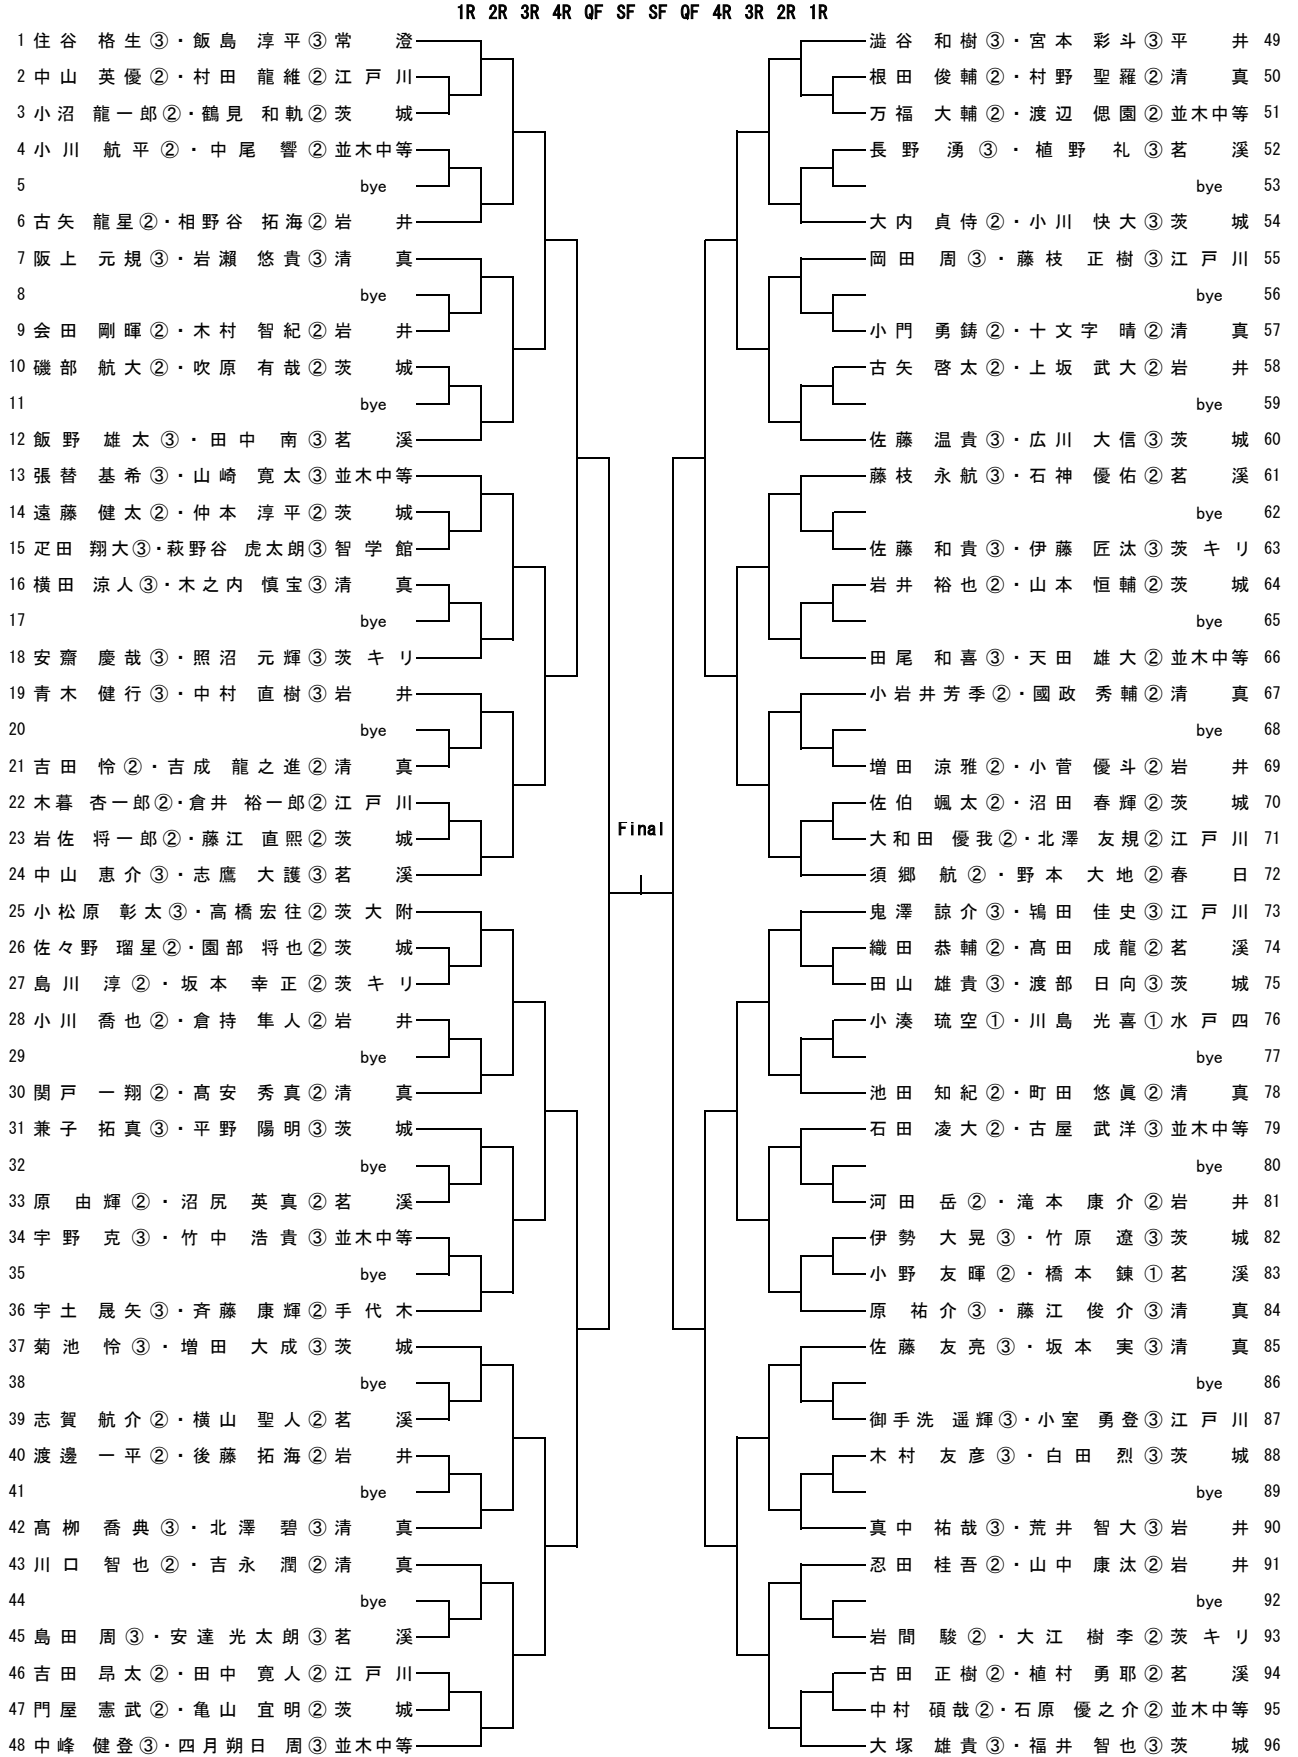 1R 2R 3R 4R QF SF SF QF 4R 3R 2R 1R
1 住谷 格生③・飯島 淳平③ 常澄
2 中山 英優②・村田 龍維② 江戸川
3 小沼 龍一郎②・鶴見 和軌② 茨城
4 小川 航平②・中尾 響② 並木中等
5 bye
6 古矢 龍星②・相野谷 拓海② 岩井
7 阪上 元規③・岩瀬 悠貴③ 清真
8 bye
9 会田 剛暉②・木村 智紀② 岩井
10 磯部 航大②・吹原 有哉② 茨城
11 bye
12 飯野 雄太③・田中 南③ 茗溪
13 張替 基希③・山崎 寛太③ 並木中等
14 遠藤 健太②・仲本 淳平② 茨城
15 疋田 翔大③・萩野谷 虎太朗③ 智学館
16 横田 涼人③・木之内 慎宝③ 清真
17 bye
18 安齋 慶哉③・照沼 元輝③ 茨キリ
19 青木 健行③・中村 直樹③ 岩井
20 bye
21 吉田 怜②・吉成 龍之進② 清真
22 木暮 杏一郎②・倉井 裕一郎② 江戸川
23 岩佐 将一郎②・藤江 直熙② 茨城
24 中山 恵介③・志鷹 大護③ 茗溪
25 小松原 彰太③・高橋宏往② 茨大附
26 佐々野 瑠星②・園部 将也② 茨城
27 島川 淳②・坂本 幸正② 茨キリ
28 小川 喬也②・倉持 隼人② 岩井
29 bye
30 関戸 一翔②・髙安 秀真② 清真
31 兼子 拓真③・平野 陽明③ 茨城
32 bye
33 原 由輝②・沼尻 英真② 茗溪
34 宇野 克③・竹中 浩貴③ 並木中等
35 bye
36 宇土 晟矢③・斉藤 康輝② 手代木
37 菊池 怜③・増田 大成③ 茨城
38 bye
39 志賀 航介②・横山 聖人② 茗溪
40 渡邊 一平②・後藤 拓海② 岩井
41 bye
42 髙栁 喬典③・北澤 碧③ 清真
43 川口 智也②・吉永 潤② 清真
44 bye
45 島田 周③・安達 光太朗③ 茗溪
46 吉田 昂太②・田中 寛人② 江戸川
47 門屋 憲武②・亀山 宜明② 茨城
48 中峰 健登③・四月朔日 周③ 並木中等
Final
澁谷 和樹③・宮本 彩斗③ 平井 49
根田 俊輔②・村野 聖羅② 清真 50
万福 大輔②・渡辺 偲園② 並木中等 51
長野 湧③・植野 礼③ 茗溪 52
bye 53
大内 貞侍②・小川 快大③ 茨城 54
岡田 周③・藤枝 正樹③ 江戸川 55
bye 56
小門 勇鋳②・十文字 晴② 清真 57
古矢 啓太②・上坂 武大② 岩井 58
bye 59
佐藤 温貴③・広川 大信③ 茨城 60
藤枝 永航③・石神 優佑② 茗溪 61
bye 62
佐藤 和貴③・伊藤 匠汰③ 茨キリ 63
岩井 裕也②・山本 恒輔② 茨城 64
bye 65
田尾 和喜③・天田 雄大② 並木中等 66
小岩井芳季②・國政 秀輔② 清真 67
bye 68
増田 涼雅②・小菅 優斗② 岩井 69
佐伯 颯太②・沼田 春輝② 茨城 70
大和田 優我②・北澤 友規② 江戸川 71
須郷 航②・野本 大地② 春日 72
鬼澤 諒介③・鴇田 佳史③ 江戸川 73
織田 恭輔②・髙田 成龍② 茗溪 74
田山 雄貴③・渡部 日向③ 茨城 75
小湊 琉空①・川島 光喜① 水戸四 76
bye 77
池田 知紀②・町田 悠眞② 清真 78
石田 凌大②・古屋 武洋③ 並木中等 79
bye 80
河田 岳②・滝本 康介② 岩井 81
伊勢 大晃③・竹原 遼③ 茨城 82
小野 友暉②・橋本 錬① 茗溪 83
原 祐介③・藤江 俊介③ 清真 84
佐藤 友亮③・坂本 実③ 清真 85
bye 86
御手洗 遥輝③・小室 勇登③ 江戸川 87
木村 友彦③・白田 烈③ 茨城 88
bye 89
真中 祐哉③・荒井 智大③ 岩井 90
忍田 桂吾②・山中 康汰② 岩井 91
bye 92
岩間 駿②・大江 樹李② 茨キリ 93
古田 正樹②・植村 勇耶② 茗溪 94
中村 碩哉②・石原 優之介② 並木中等 95
大塚 雄貴③・福井 智也③ 茨城 96